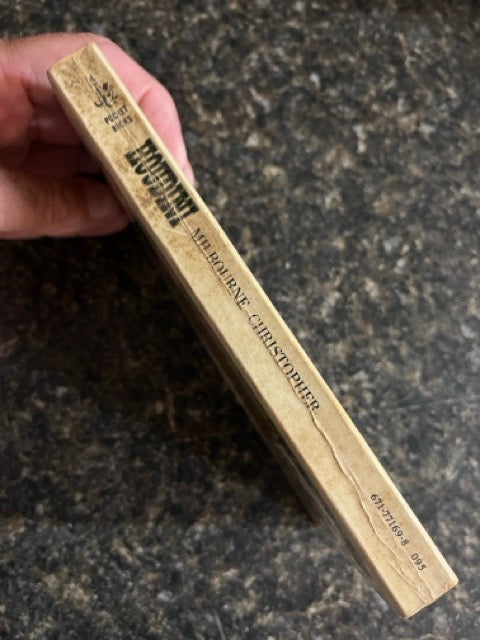 POCKET
BOOKS
HOUDINI
MILBOURNE CHRISTOPHER
671-77169-8 095